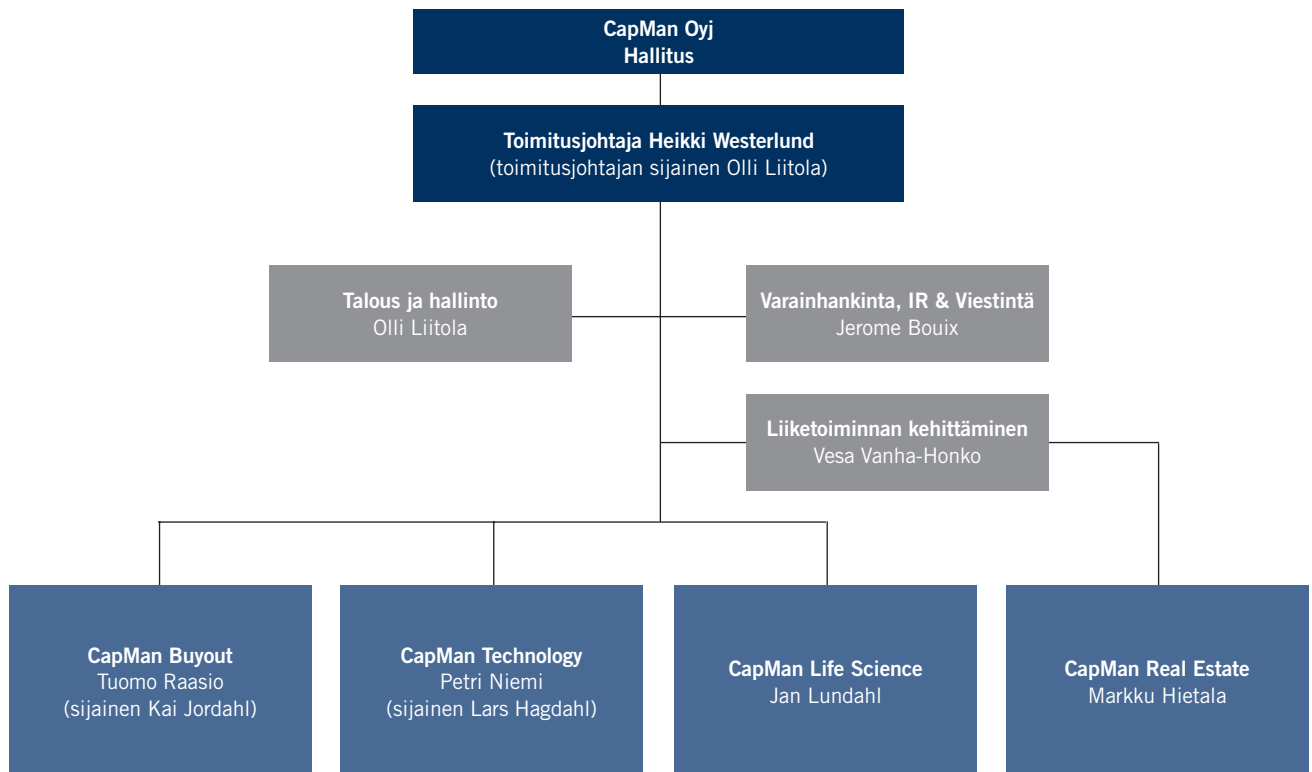 CapMan Oyj
Hallitus
Toimitusjohtaja Heikki Westerlund
(toimitusjohtajan sijainen Olli Liitola)
Talous ja hallinto
Olli Liitola
Varainhankinta, IR & Viestintä
Jerome Bouix
Liiketoiminnan kehittäminen
Vesa Vanha-Honko
CapMan Buyout
Tuomo Raasio
(sijainen Kai Jordahl)
CapMan Technology
Petri Niemi
(sijainen Lars Hagdahl)
CapMan Life Science
Jan Lundahl
CapMan Real Estate
Markku Hietala